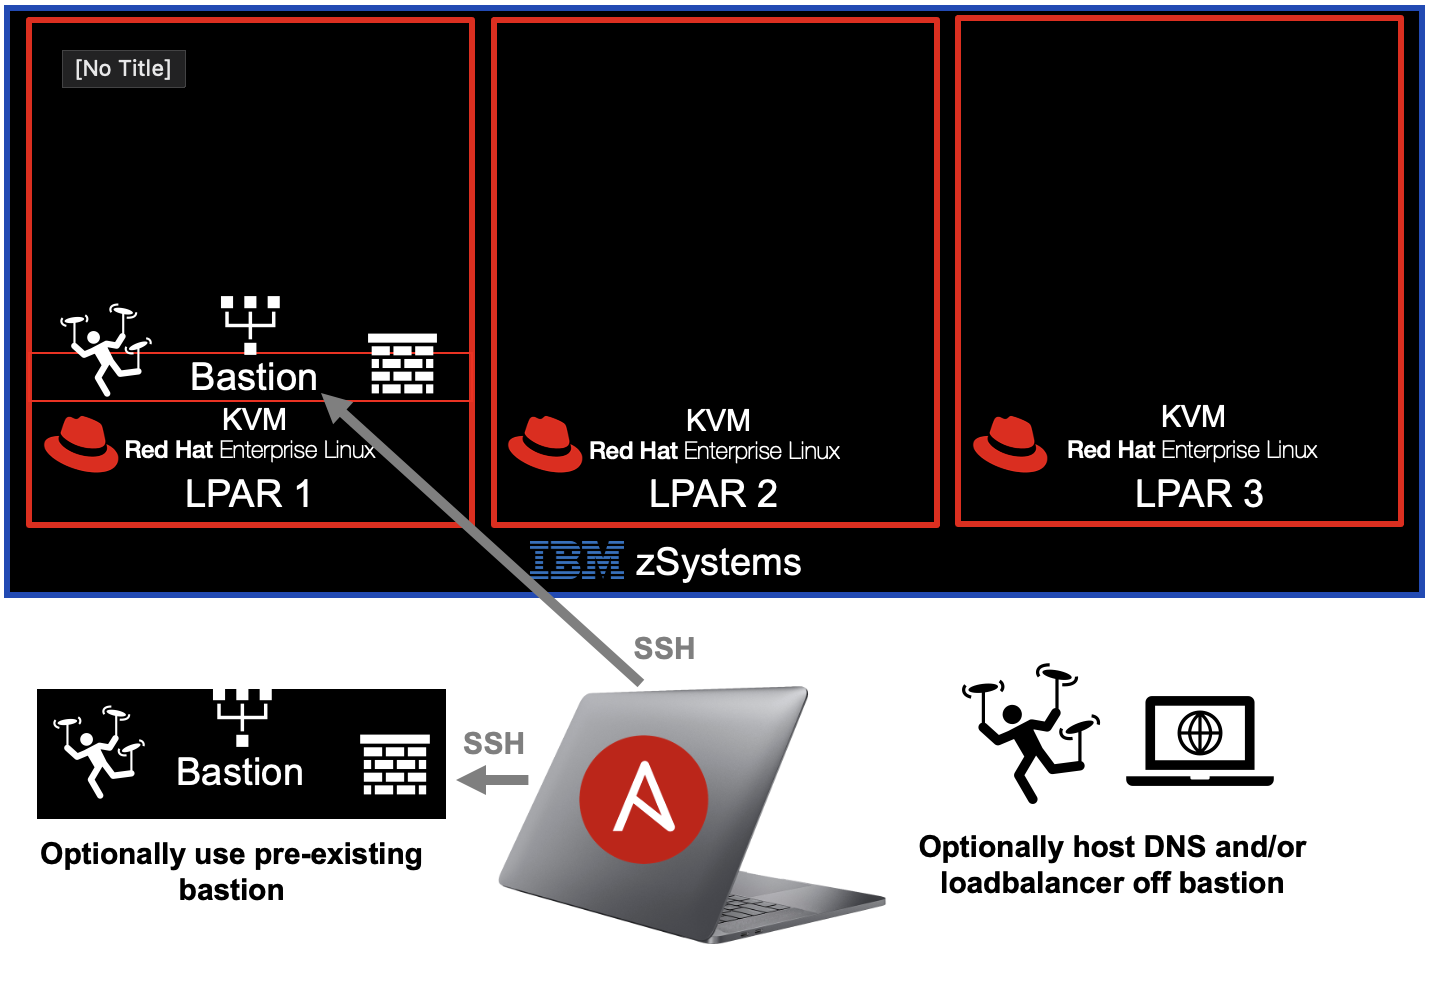 [No Title]
Bastion
KVM
Red Hat Enterprise Linux
LPAR 1
KVM
Red Hat Enterprise Linux
LPAR 2
KVM
Red Hat Enterprise Linux
LPAR 3
IBM zSystems
SSH
SSH
Bastion
Optionally use pre-existing
bastion
Optionally host DNS and/or
loadbalancer off bastion